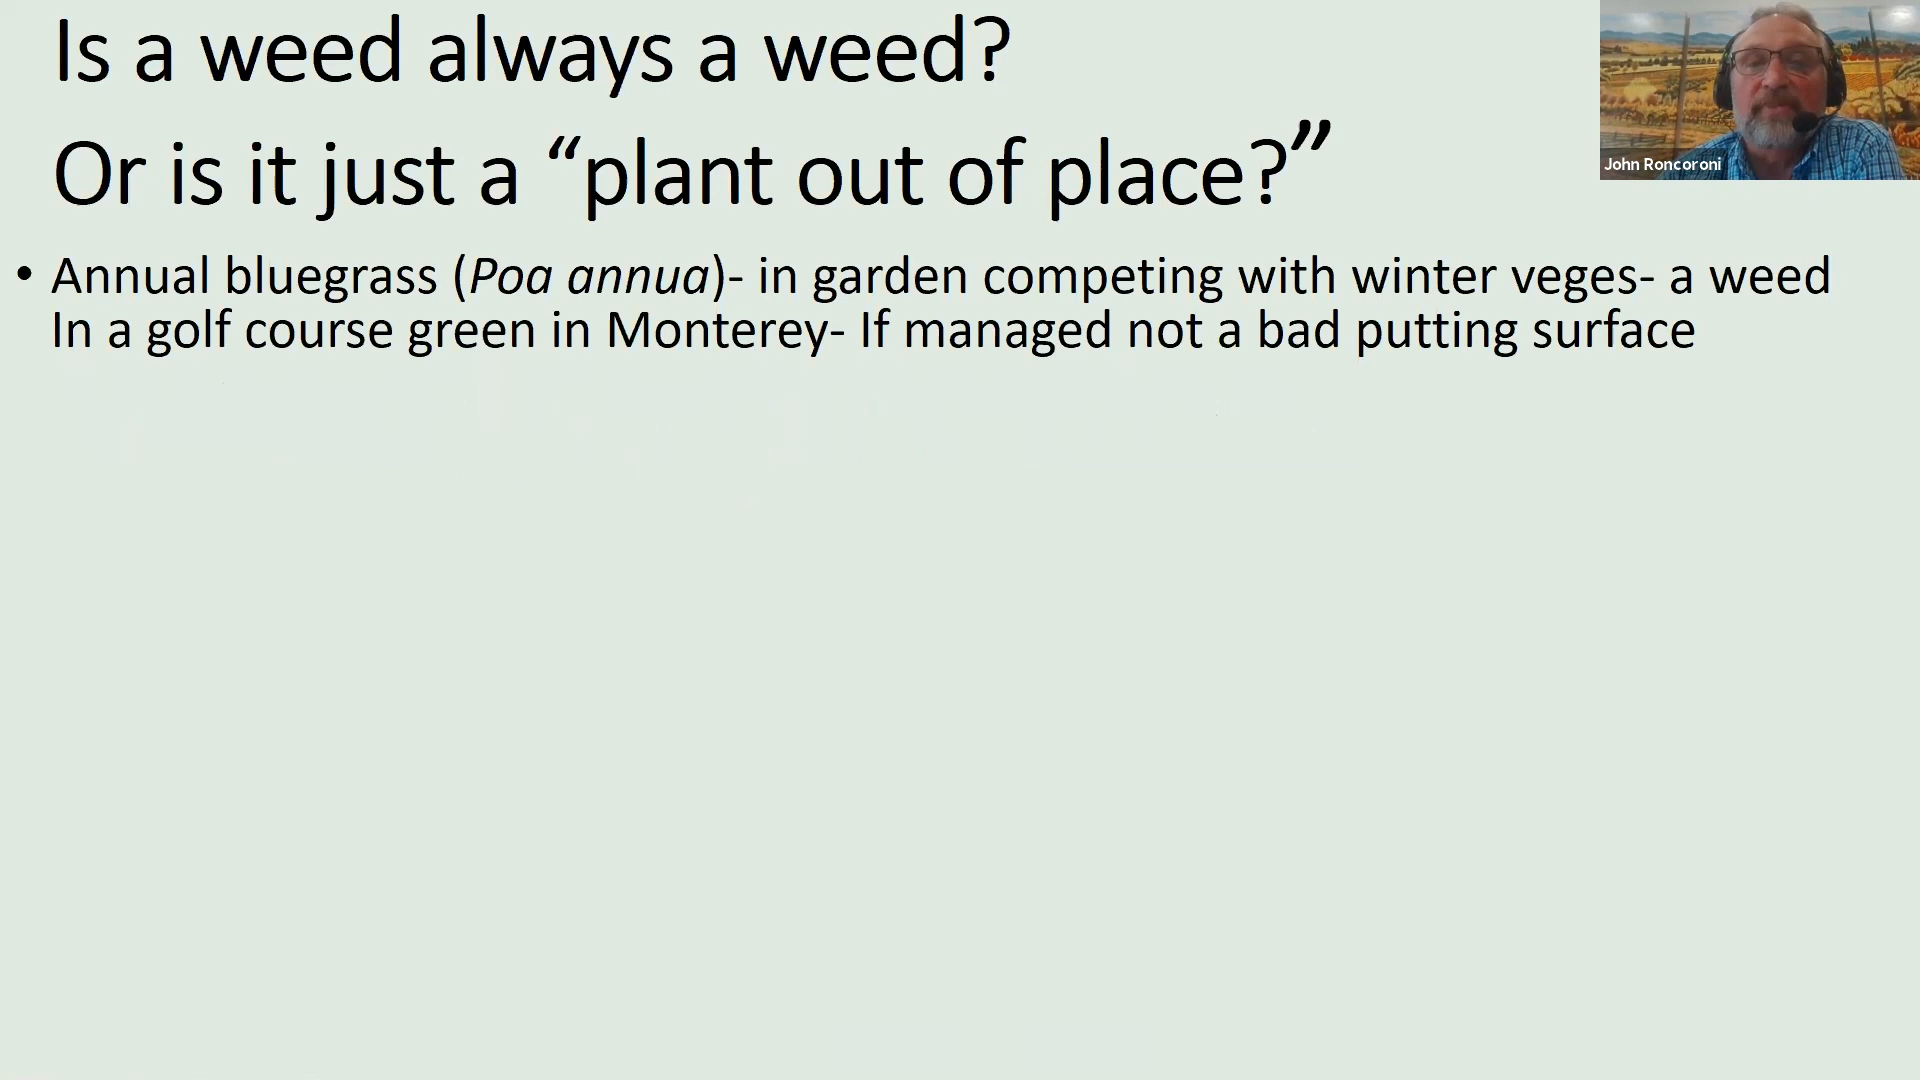 Is a weed always a weed?
Or is it just a “plant out of place?”
• Annual bluegrass (Poa annua)- in garden competing with winter veges- a weed
In a golf course green in Monterey- If managed not a bad putting surface
John Roncoroni